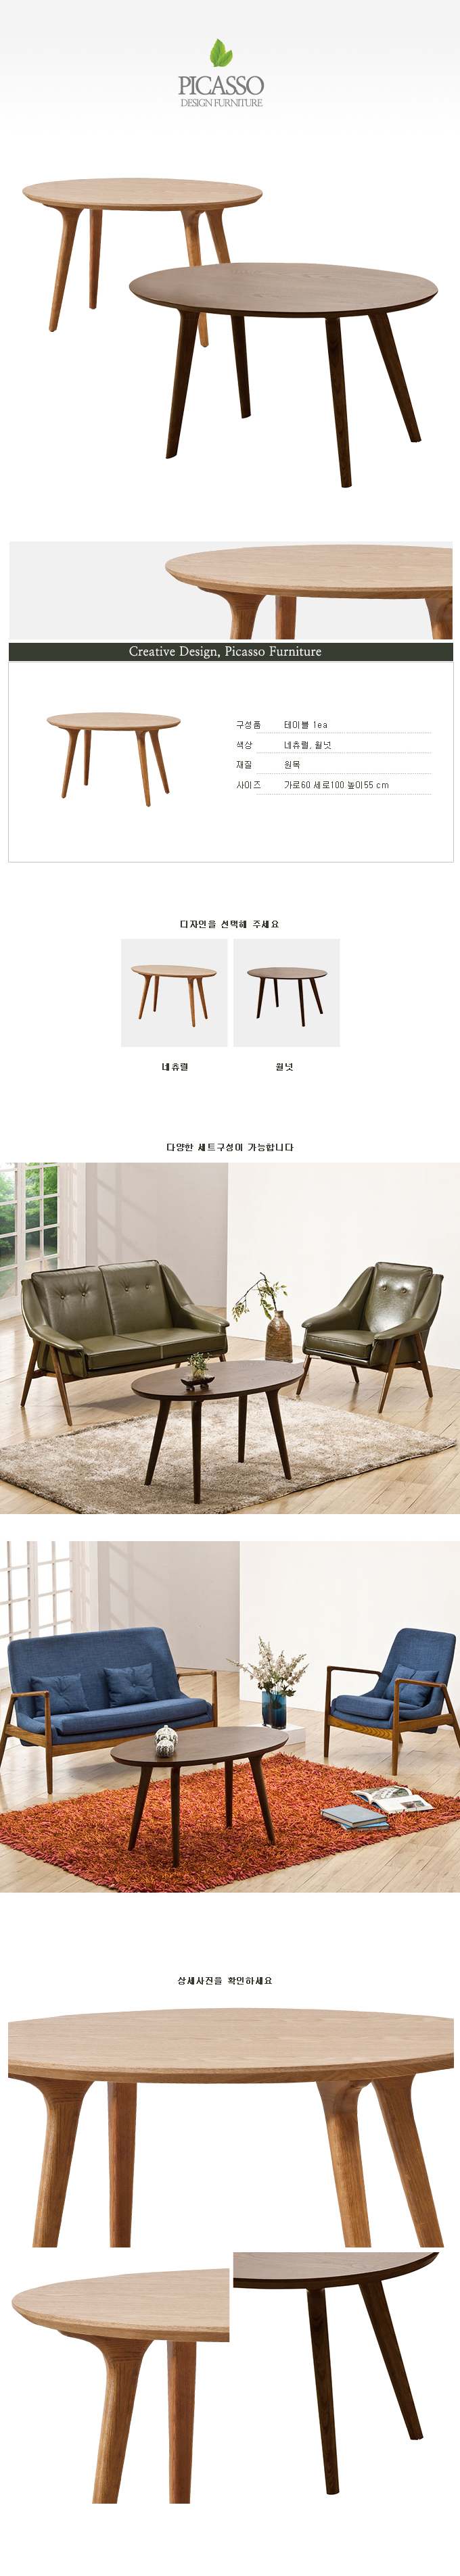 PICASSO
DESIGN FURNITURE
Creative Design, Picasso Furniture
구성품 테이블 1ea
색상 네츄럴, 월넛
재질 원목
사이즈 가로60 세로100 높이55 cm
디자인을 선택해 주세요
네츄럴 월넛
다양한 세트구성이 가능합니다
상세사진을 확인하세요